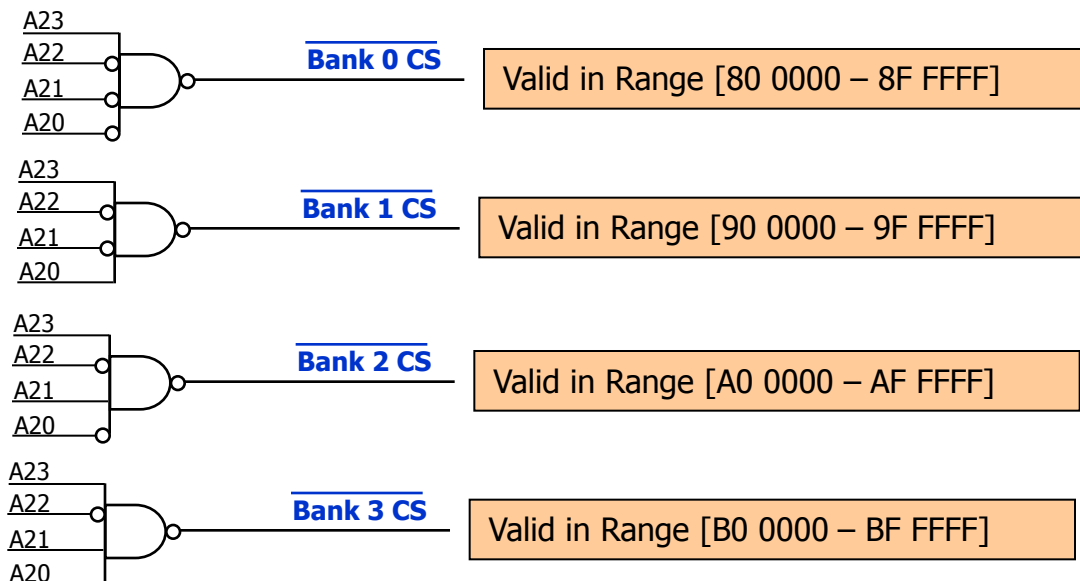 A23
A22
A21
A20
Bank 0 CS
Valid in Range [80 0000 – 8F FFFF]
A23
A22
A21
A20
Bank 1 CS
Valid in Range [90 0000 – 9F FFFF]
A23
A22
A21
A20
Bank 2 CS
Valid in Range [A0 0000 – AF FFFF]
A23
A22
A21
A20
Bank 3 CS
Valid in Range [B0 0000 – BF FFFF]